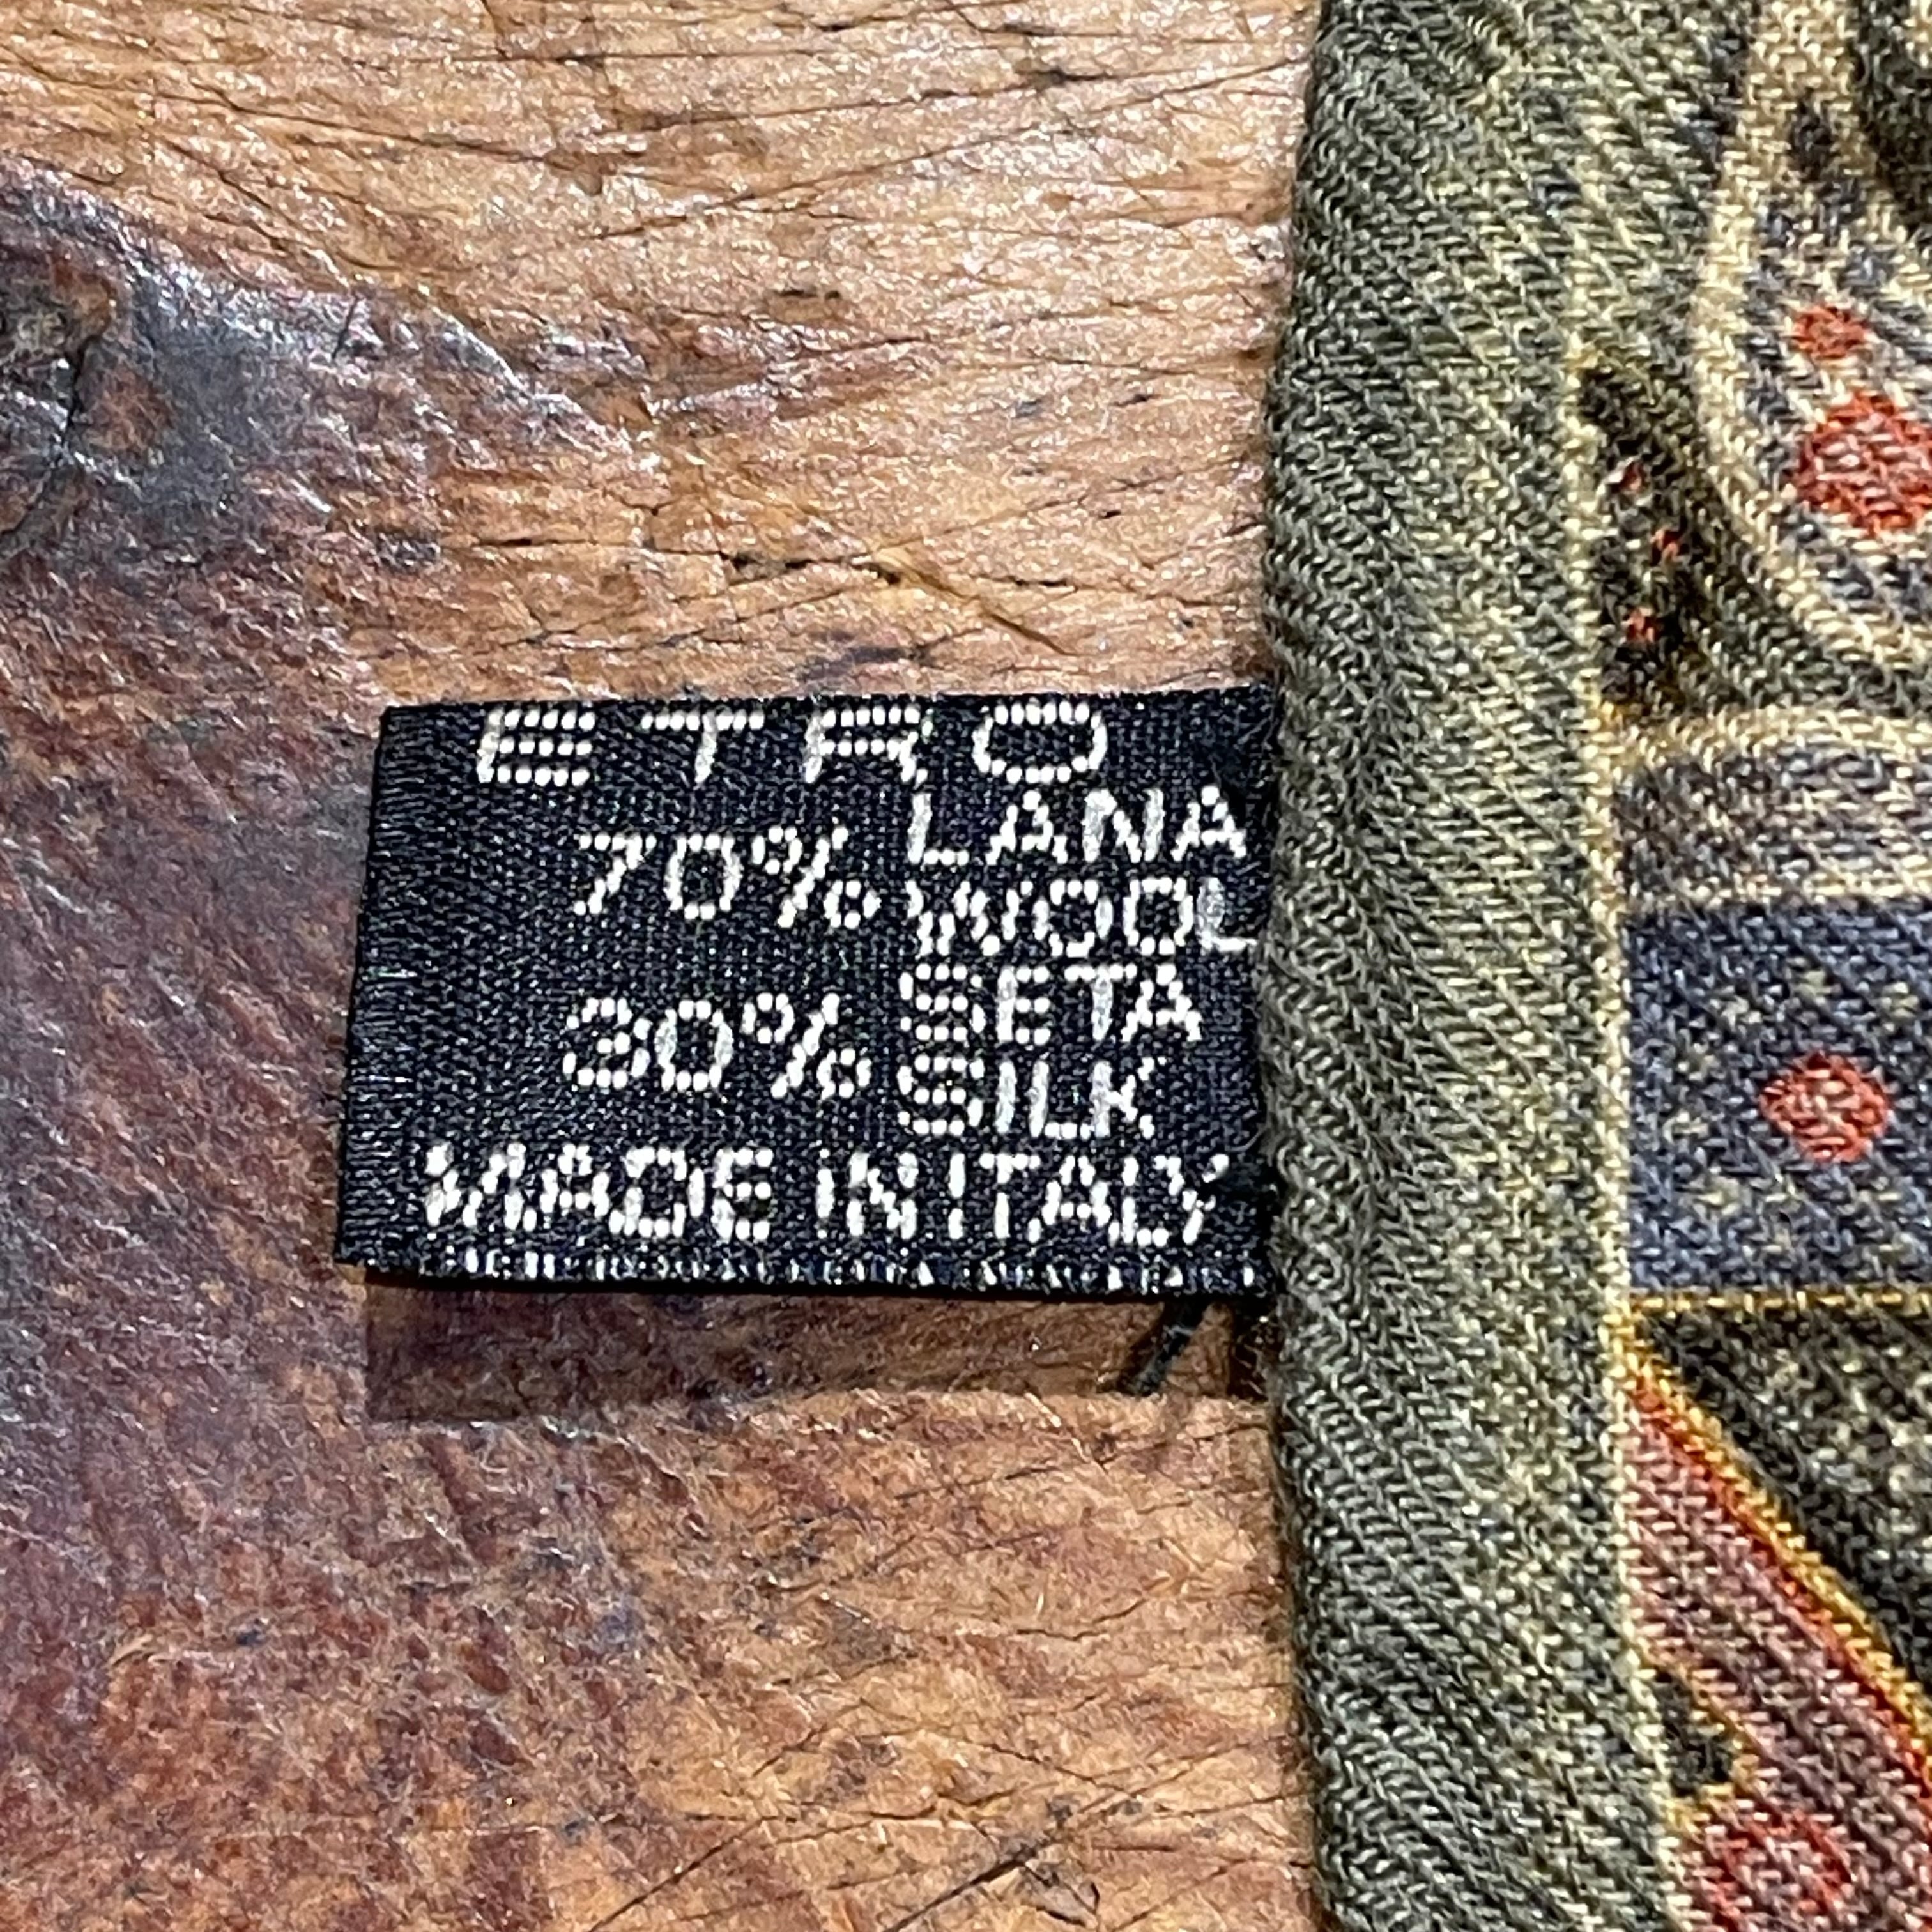 ETRO
LANA
70% WOOL
SETA
30% SILK
MADE IN ITALY